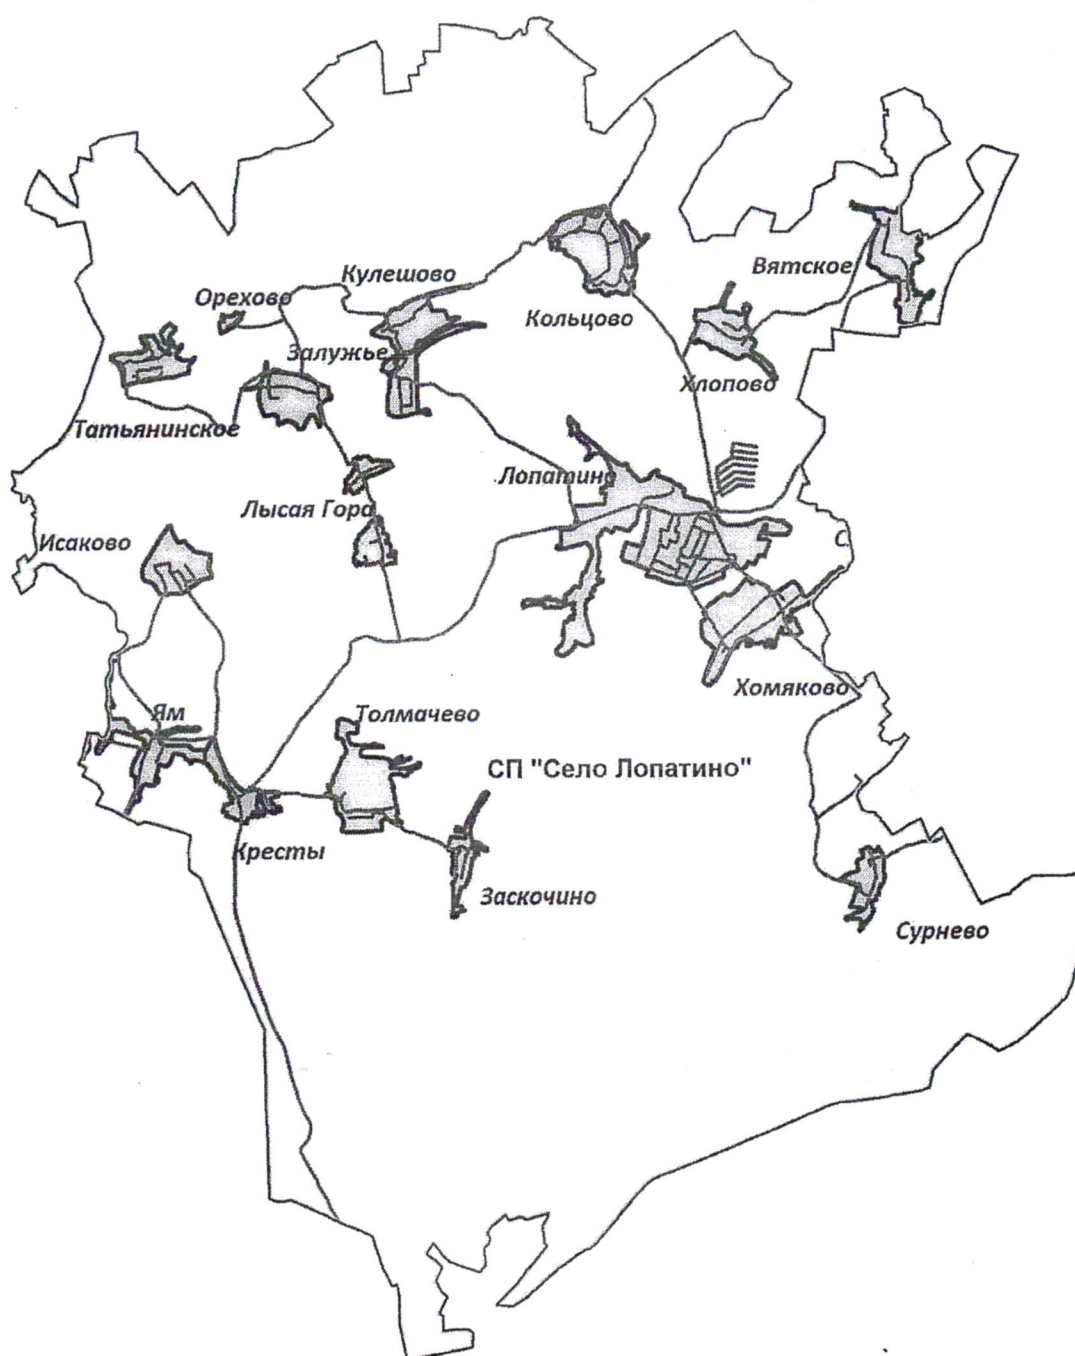 Вятское
Кулешово
Орехово
Кольцово
Залужье
Хлопово
Татьянинское
Лопатино
Лысая Гора
Исаково
Хомяково
Ям
Толмачево
СП "Село Лопатино"
Кресты
Заскочино
Сурнево